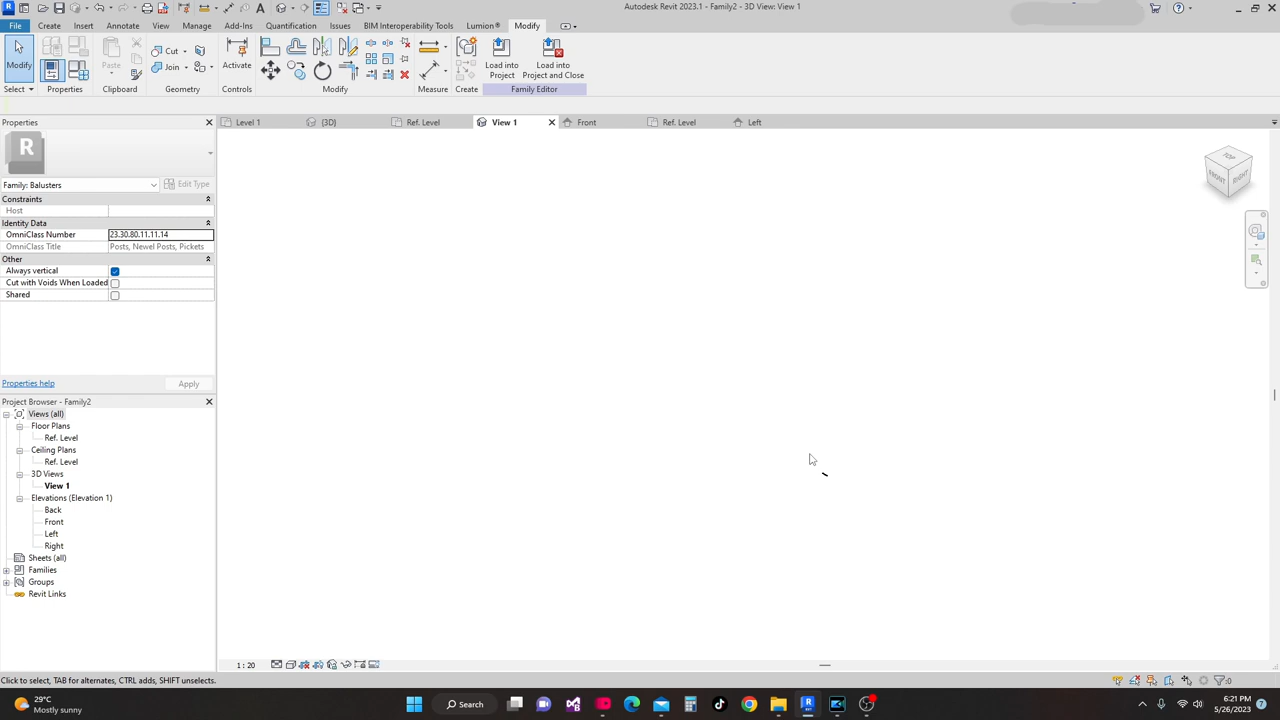 Autodesk Revit 2023.1 - Family2 - 3D View: View 1
File Create Insert Annotate View Manage Add-Ins Quantification Issues BIM Interoperability Tools Lumion® Modify
Modify Paste Cut Join Activate Load into Project Load into Project and Close
Select Properties Clipboard Geometry Controls Modify Measure Create Family Editor
Properties
Level 1 {3D} Ref. Level View 1 Front Ref. Level Left
R
TOP
FRONT RIGHT
Family: Balusters Edit Type
Constraints
Host
Identity Data
OmniClass Number 23.30.80.11.11.14
OmniClass Title Posts, Newel Posts, Pickets
Other
Always vertical
Cut with Voids When Loaded
Shared
Properties help Apply
Project Browser - Family2
Views (all)
Floor Plans
Ref. Level
Ceiling Plans
Ref. Level
3D Views
View 1
Elevations (Elevation 1)
Back
Front
Left
Right
Sheets (all)
Families
Groups
Revit Links
1 : 20
Click to select, TAB for alternates, CTRL adds, SHIFT unselects.
:0
29°C
Mostly sunny
Search
6:21 PM
5/26/2023